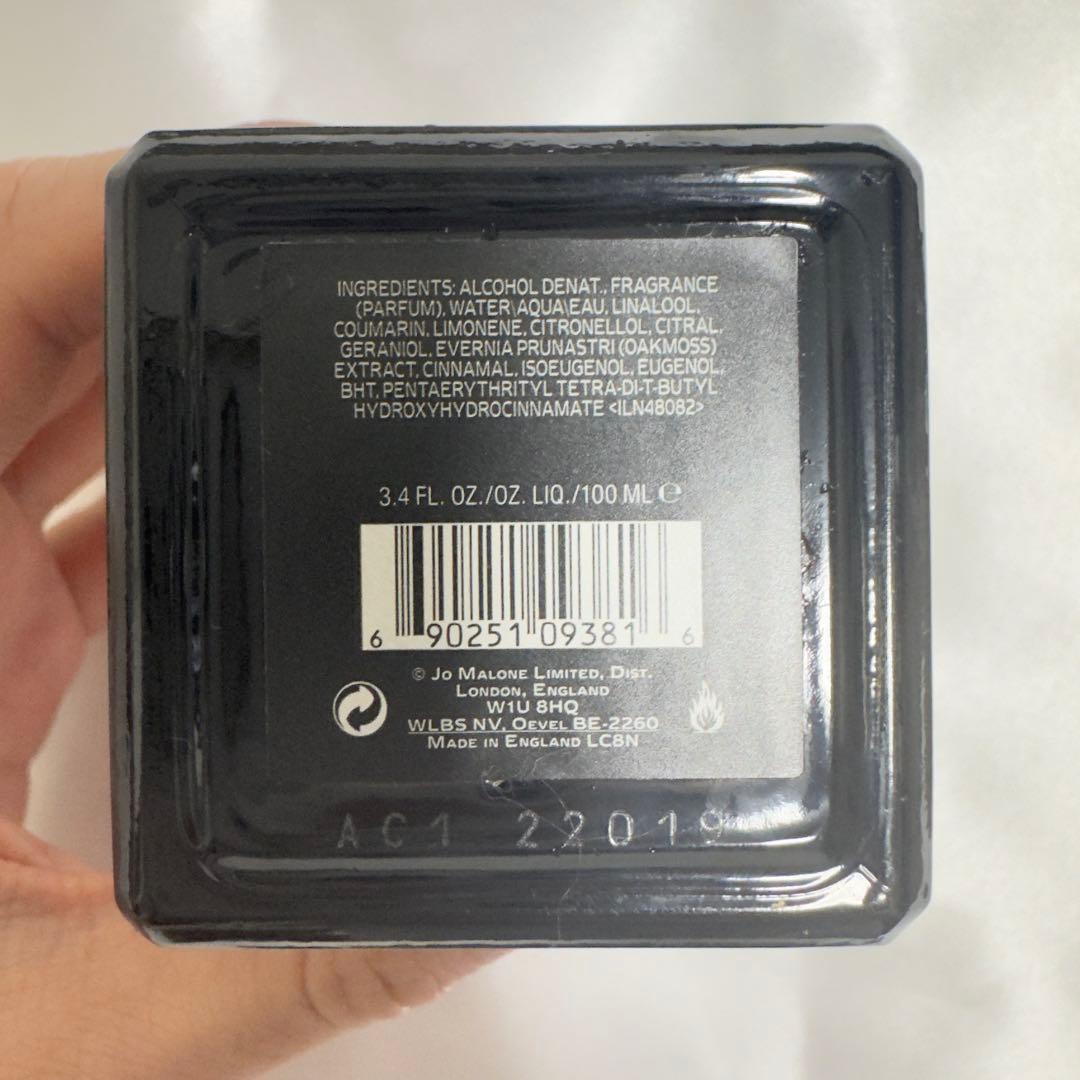 INGREDIENTS: ALCOHOL DENAT., FRAGRANCE
(PARFUM), WATER\AQUA\EAU, LINALOOL,
COUMARIN, LIMONENE, CITRONELLOL, CITRAL,
GERANIOL, EVERNIA PRUNASTRI (OAKMOSS)
EXTRACT, CINNAMAL, ISOEUGENOL, EUGENOL,
BHT, PENTAERYTHRITYL TETRA-DI-T-BUTYL
HYDROXYHYDROCINNAMATE <ILN48082>
3.4 FL. OZ./OZ. LIQ./100 ML ℮
6 90251 09381 6
© JO MALONE LIMITED, DIST.
LONDON, ENGLAND
W1U 8HQ
WLBS NV, OEVEL BE-2260
MADE IN ENGLAND LC8N
AC1 22019